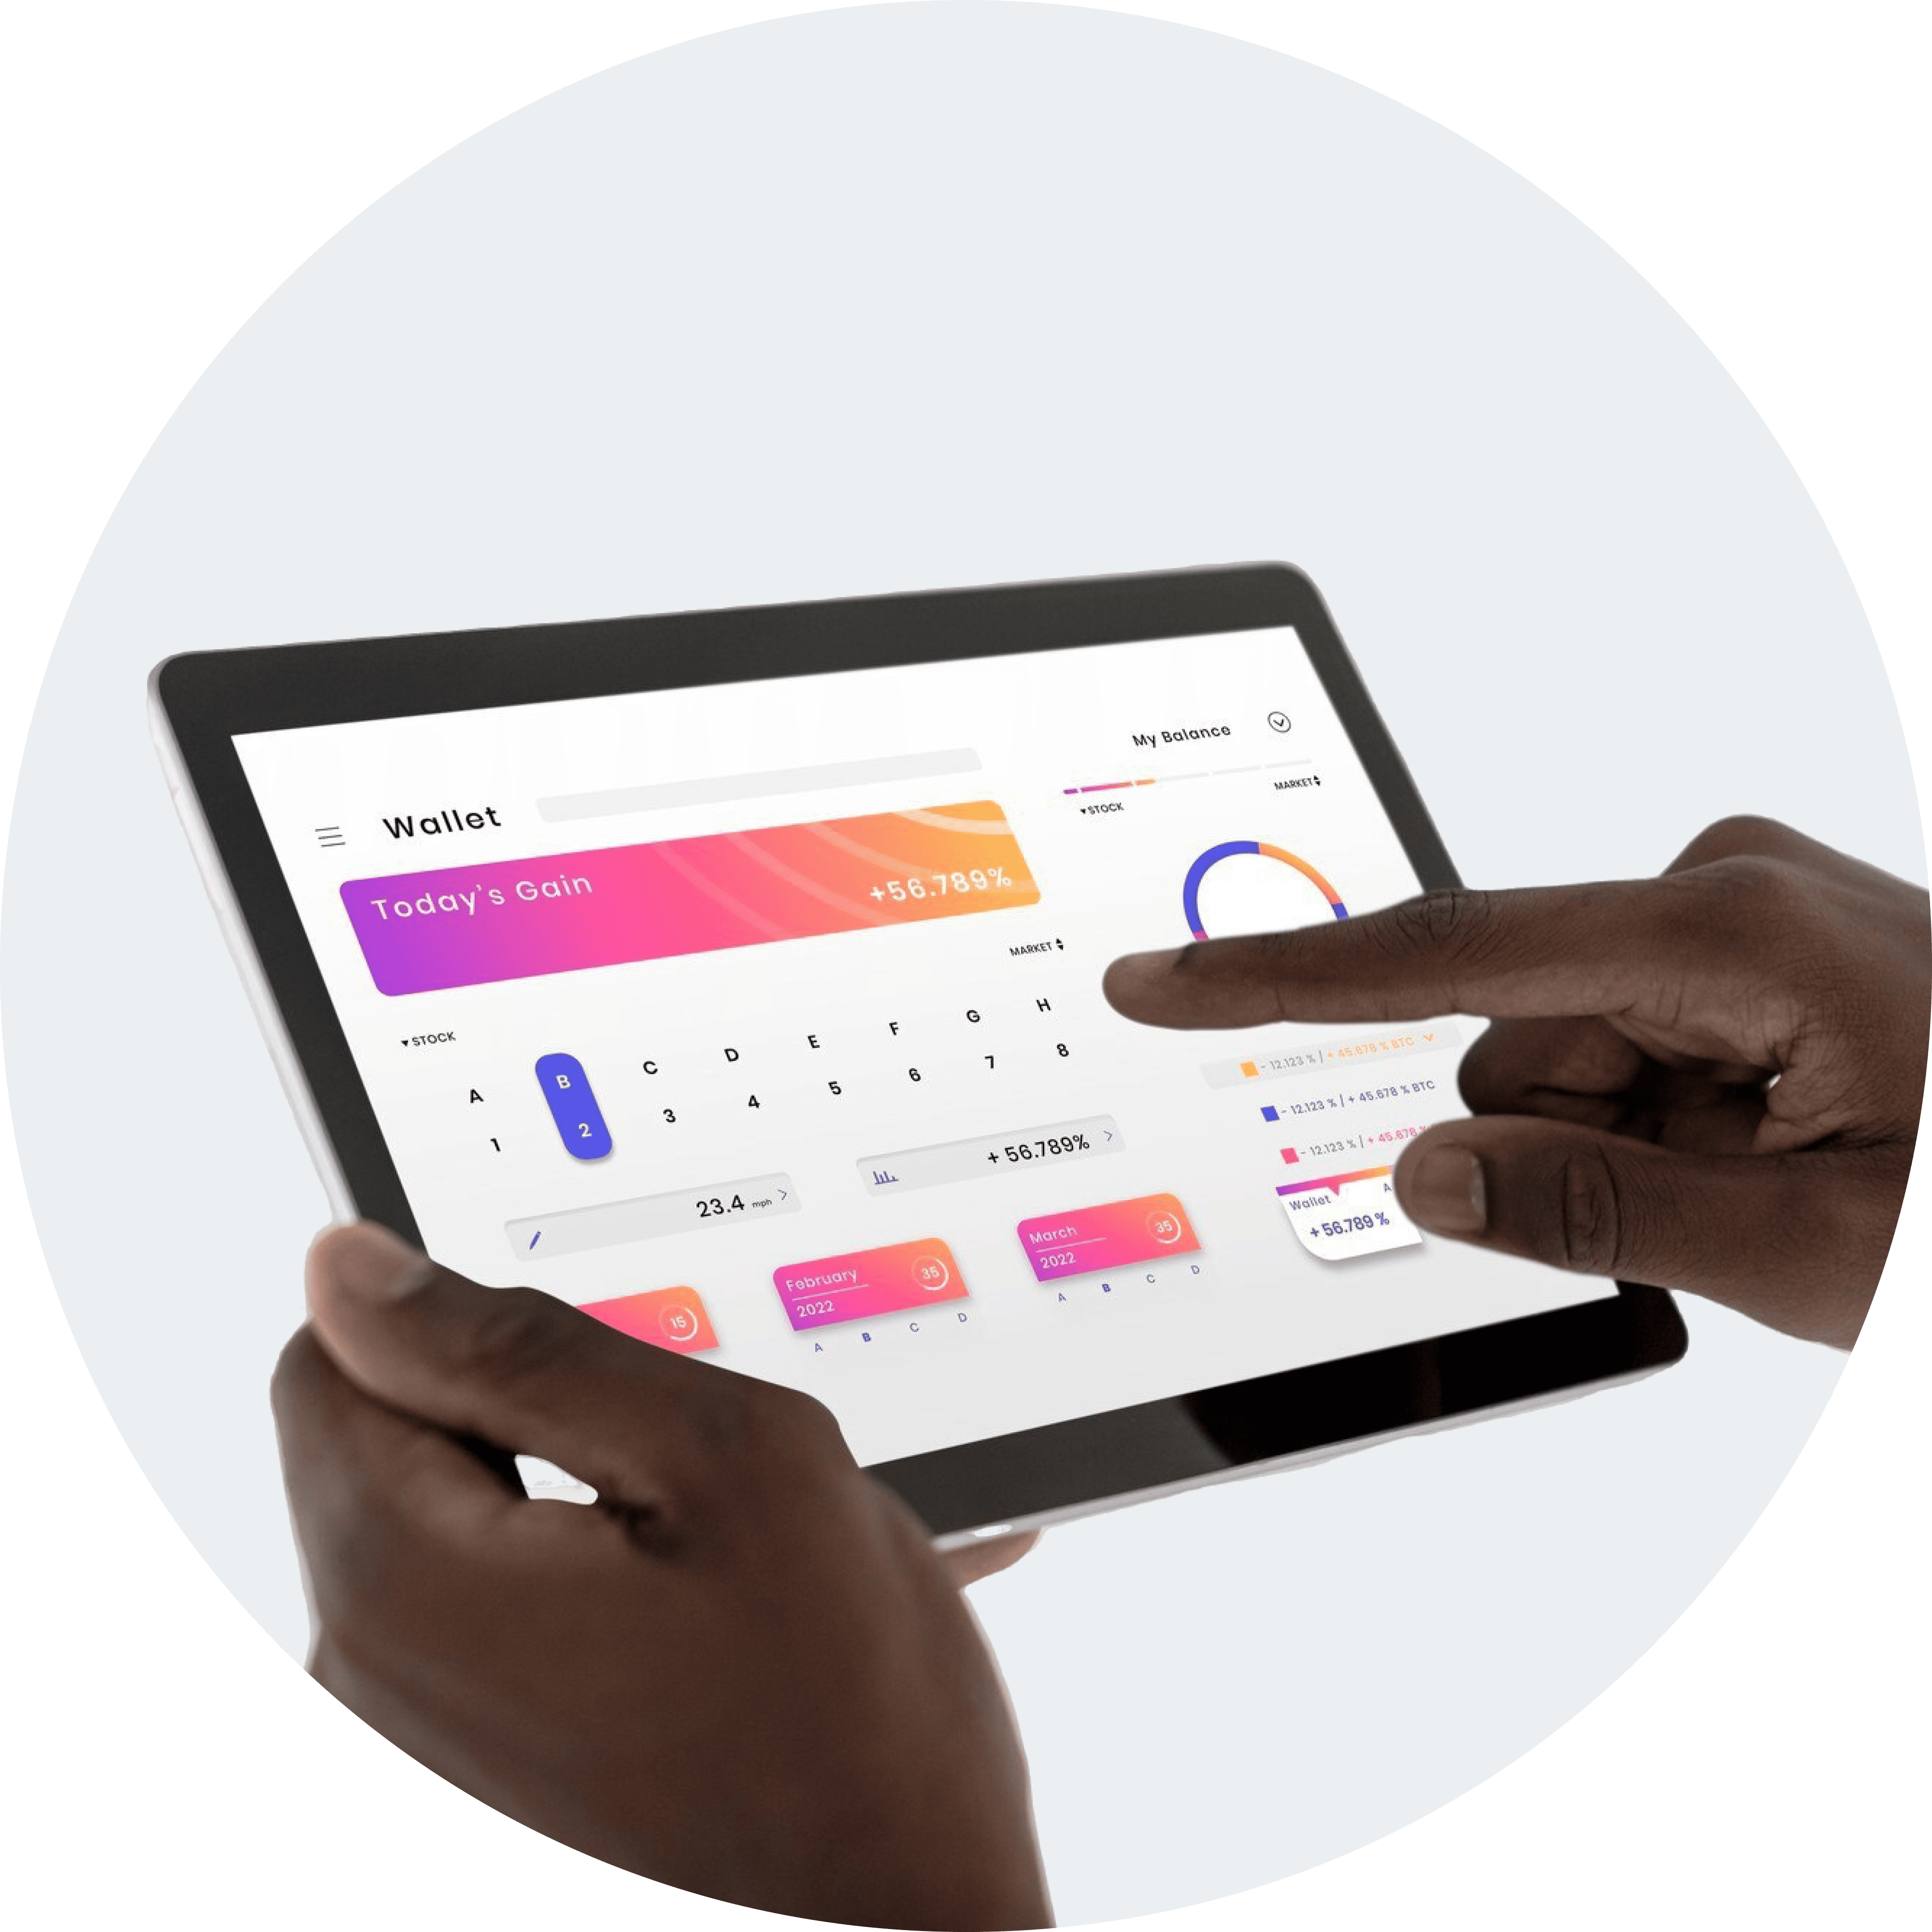 Wallet
My Balance
▾STOCK
MARKET
Today's Gain
+56.789%
MARKET
▾STOCK
A B C D E F G H
1 2 3 4 5 6 7 8
23.4 mph
+ 56.789%
15
February
2022
35
A B C D
March
2022
35
A B C D
- 12.123 % | + 45.678 % BTC
- 12.123 % | + 45.678 % BTC
- 12.123 % | + 45.678 %
Wallet A
+ 56.789 %